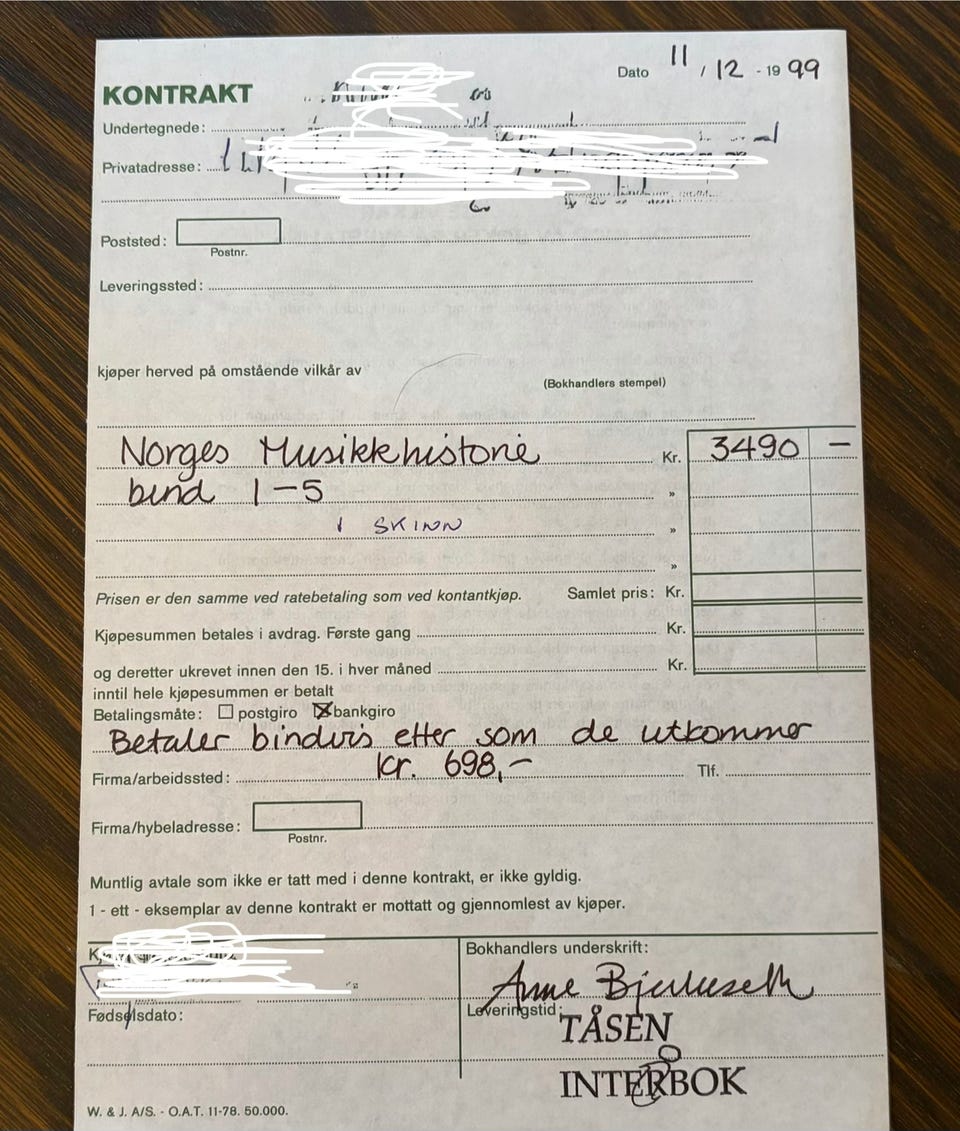 Dato 11 / 12 - 19 99
KONTRAKT
Undertegnede:
Privatadresse:
Poststed:
Postnr.
Leveringssted:
kjøper herved på omstående vilkår av
(Bokhandlers stempel)
Norges Musikkhistorie Kr. 3490 –
bind 1–5 »
I SKINN »
»
Prisen er den samme ved ratebetaling som ved kontantkjøp. Samlet pris: Kr.
Kjøpesummen betales i avdrag. Første gang Kr.
og deretter ukrevet innen den 15. i hver måned Kr.
inntil hele kjøpesummen er betalt
Betalingsmåte: ☐ postgiro ☒ bankgiro
Betaler bindvis etter som de utkommer
kr. 698,–
Firma/arbeidssted: Tlf.
Firma/hybeladresse:
Postnr.
Muntlig avtale som ikke er tatt med i denne kontrakt, er ikke gyldig.
1 - ett - eksemplar av denne kontrakt er mottatt og gjennomlest av kjøper.
Bokhandlers underskrift:
Anne
Fødselsdato:
Leveringstid:
TÅSEN
INTERBOK
W. & J. A/S. - O.A.T. 11-78. 50.000.